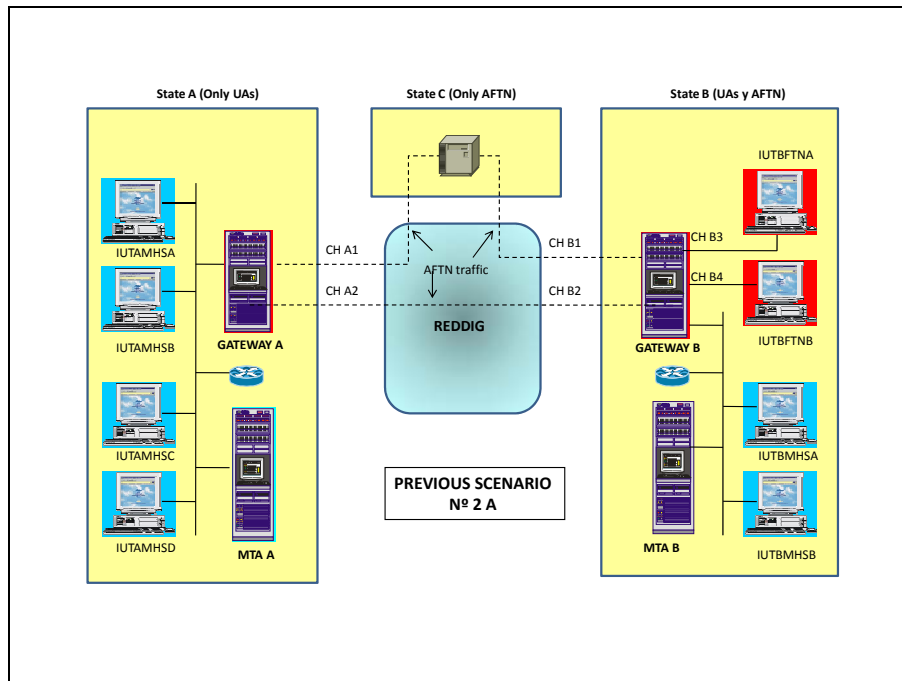 State A (Only UAs)
State C (Only AFTN)
State B (UAs y AFTN)
IUTAMHSA
IUTAMHSB
IUTAMHSC
IUTAMHSD
GATEWAY A
MTA A
CH A1
CH A2
AFTN traffic
REDDIG
CH B1
CH B2
PREVIOUS SCENARIO
Nº 2 A
CH B3
CH B4
GATEWAY B
MTA B
IUTBFTNA
IUTBFTNB
IUTBMHSA
IUTBMHSB